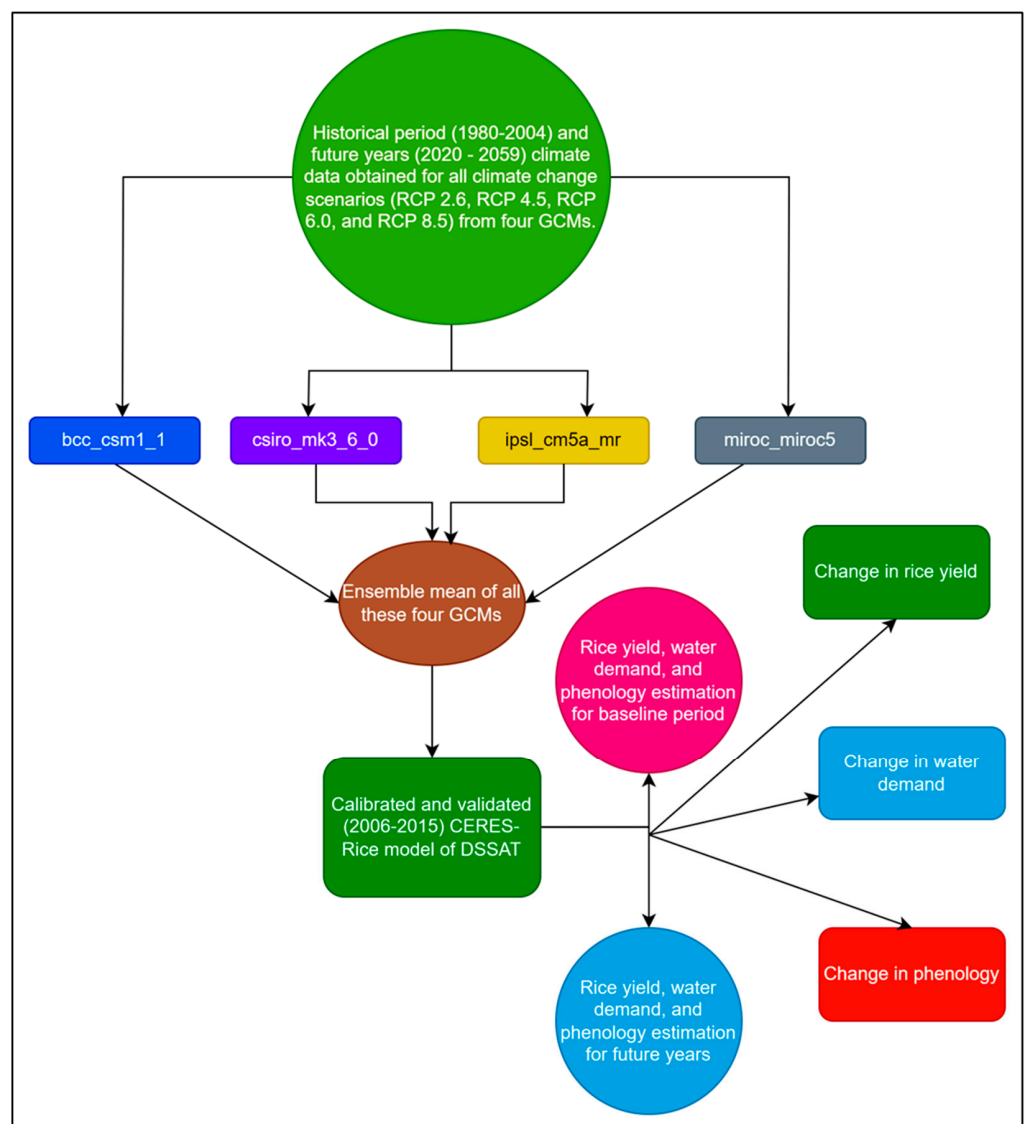 Historical period (1980-2004) and
future years (2020 - 2059) climate
data obtained for all climate change
scenarios (RCP 2.6, RCP 4.5, RCP
6.0, and RCP 8.5) from four GCMs.
bcc_csm1_1
csiro_mk3_6_0
ipsl_cm5a_mr
miroc_miroc5
Ensemble mean of all
these four GCMs
Calibrated and validated
(2006-2015) CERES-
Rice model of DSSAT
Rice yield, water
demand, and
phenology estimation
for baseline period
Rice yield, water
demand, and
phenology estimation
for future years
Change in rice yield
Change in water
demand
Change in phenology